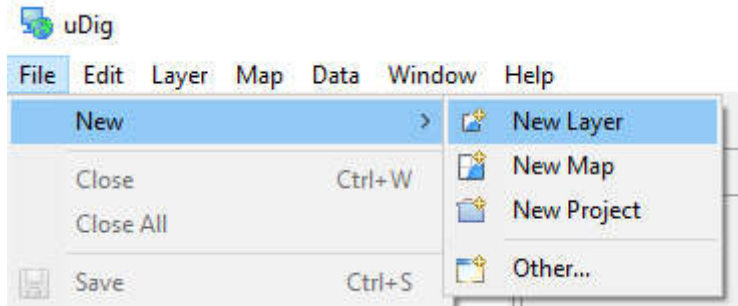 uDig
File Edit Layer Map Data Window Help
New > New Layer
New Map
Close Ctrl+W
New Project
Close All
Other...
Save Ctrl+S